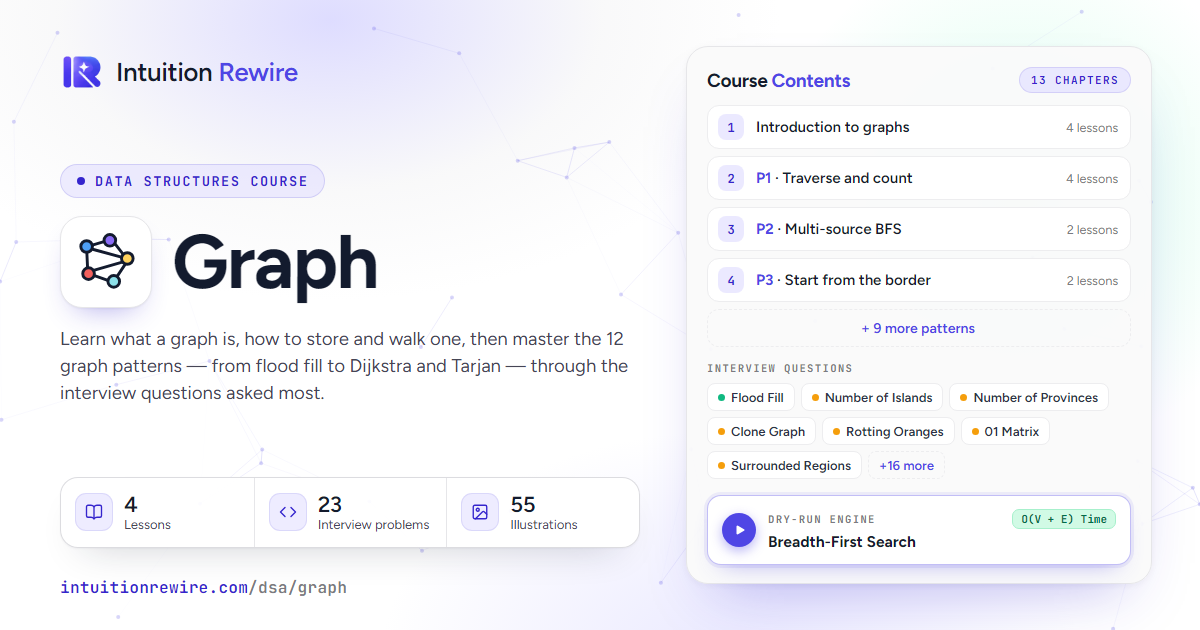 Intuition Rewire
DATA STRUCTURES COURSE
Graph
Learn what a graph is, how to store and walk one, then master the 12
graph patterns — from flood fill to Dijkstra and Tarjan — through the
interview questions asked most.
4
Lessons
23
Interview problems
55
Illustrations
intuitionrewire.com/dsa/graph
Course Contents
13 CHAPTERS
1 Introduction to graphs 4 lessons
2 P1 · Traverse and count 4 lessons
3 P2 · Multi-source BFS 2 lessons
4 P3 · Start from the border 2 lessons
+ 9 more patterns
INTERVIEW QUESTIONS
Flood Fill Number of Islands Number of Provinces
Clone Graph Rotting Oranges 01 Matrix
Surrounded Regions +16 more
DRY-RUN ENGINE O(V + E) Time
Breadth-First Search